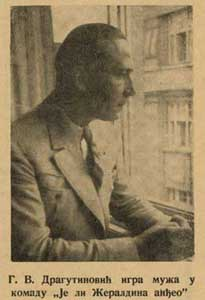 Г. В. Драгутиновић игра мужа у
комаду „Је ли Жералдина анђео”